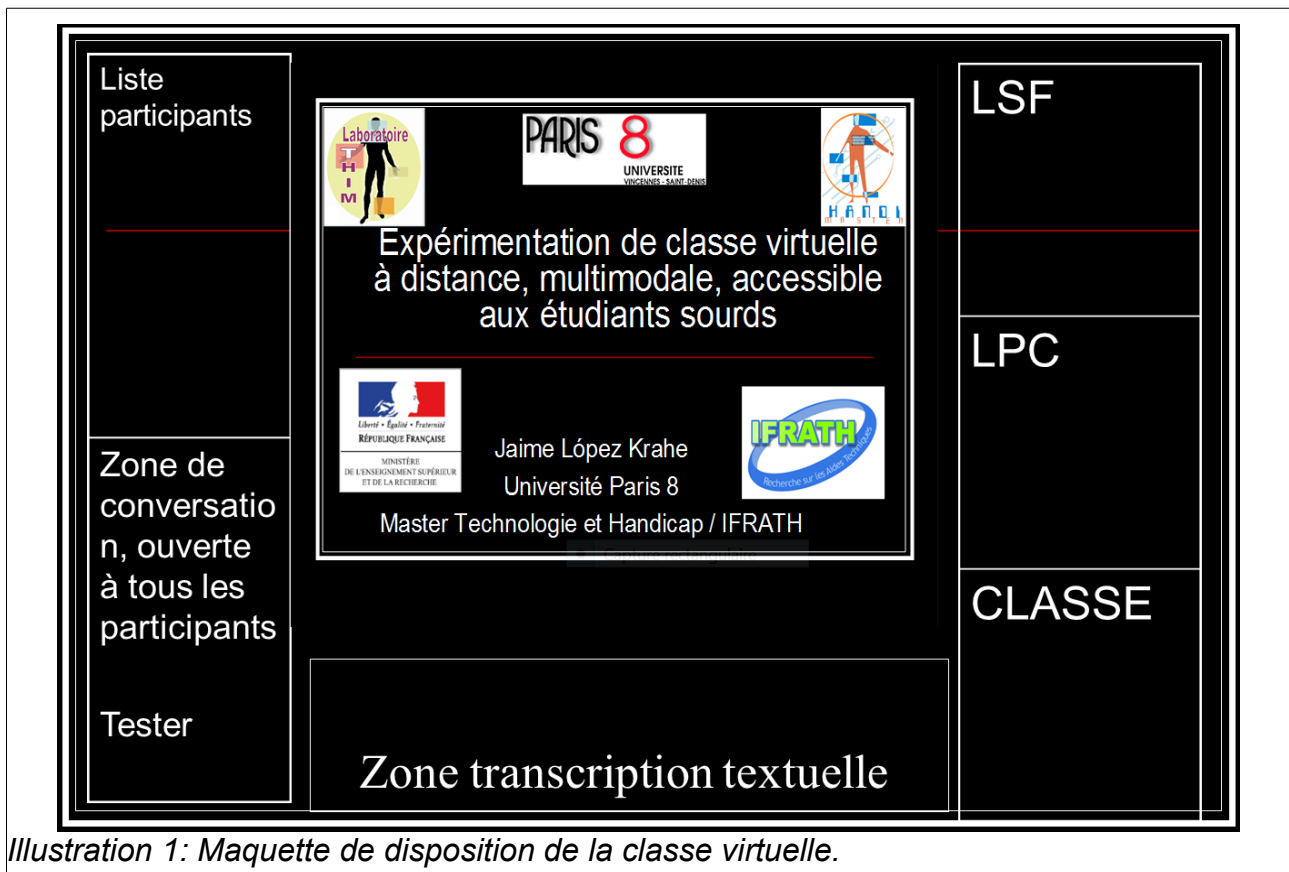 Liste
participants
Zone de
conversatio
n, ouverte
à tous les
participants
Tester
Laboratoire
T
H
I
M
PARIS 8
UNIVERSITE
VINCENNES - SAINT-DENIS
HANDI
MASTER
Expérimentation de classe virtuelle
à distance, multimodale, accessible
aux étudiants sourds
Liberté • Égalité • Fraternité
RÉPUBLIQUE FRANÇAISE
MINISTÈRE
DE L'ENSEIGNEMENT SUPÉRIEUR
ET DE LA RECHERCHE
Jaime López Krahe
Université Paris 8
Master Technologie et Handicap / IFRATH
IFRATH
Recherche sur les Aides Techniques
Capture rectangulaire
Zone transcription textuelle
LSF
LPC
CLASSE
Illustration 1: Maquette de disposition de la classe virtuelle.